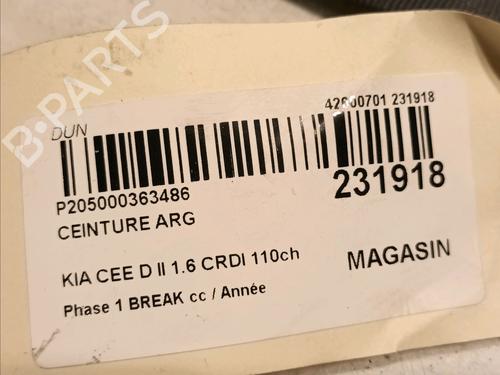 B-PARTS
DUN
42600701 231918
P205000363486
231918
CEINTURE ARG
KIA CEE D II 1.6 CRDI 110ch
MAGASIN
Phase 1 BREAK cc / Année